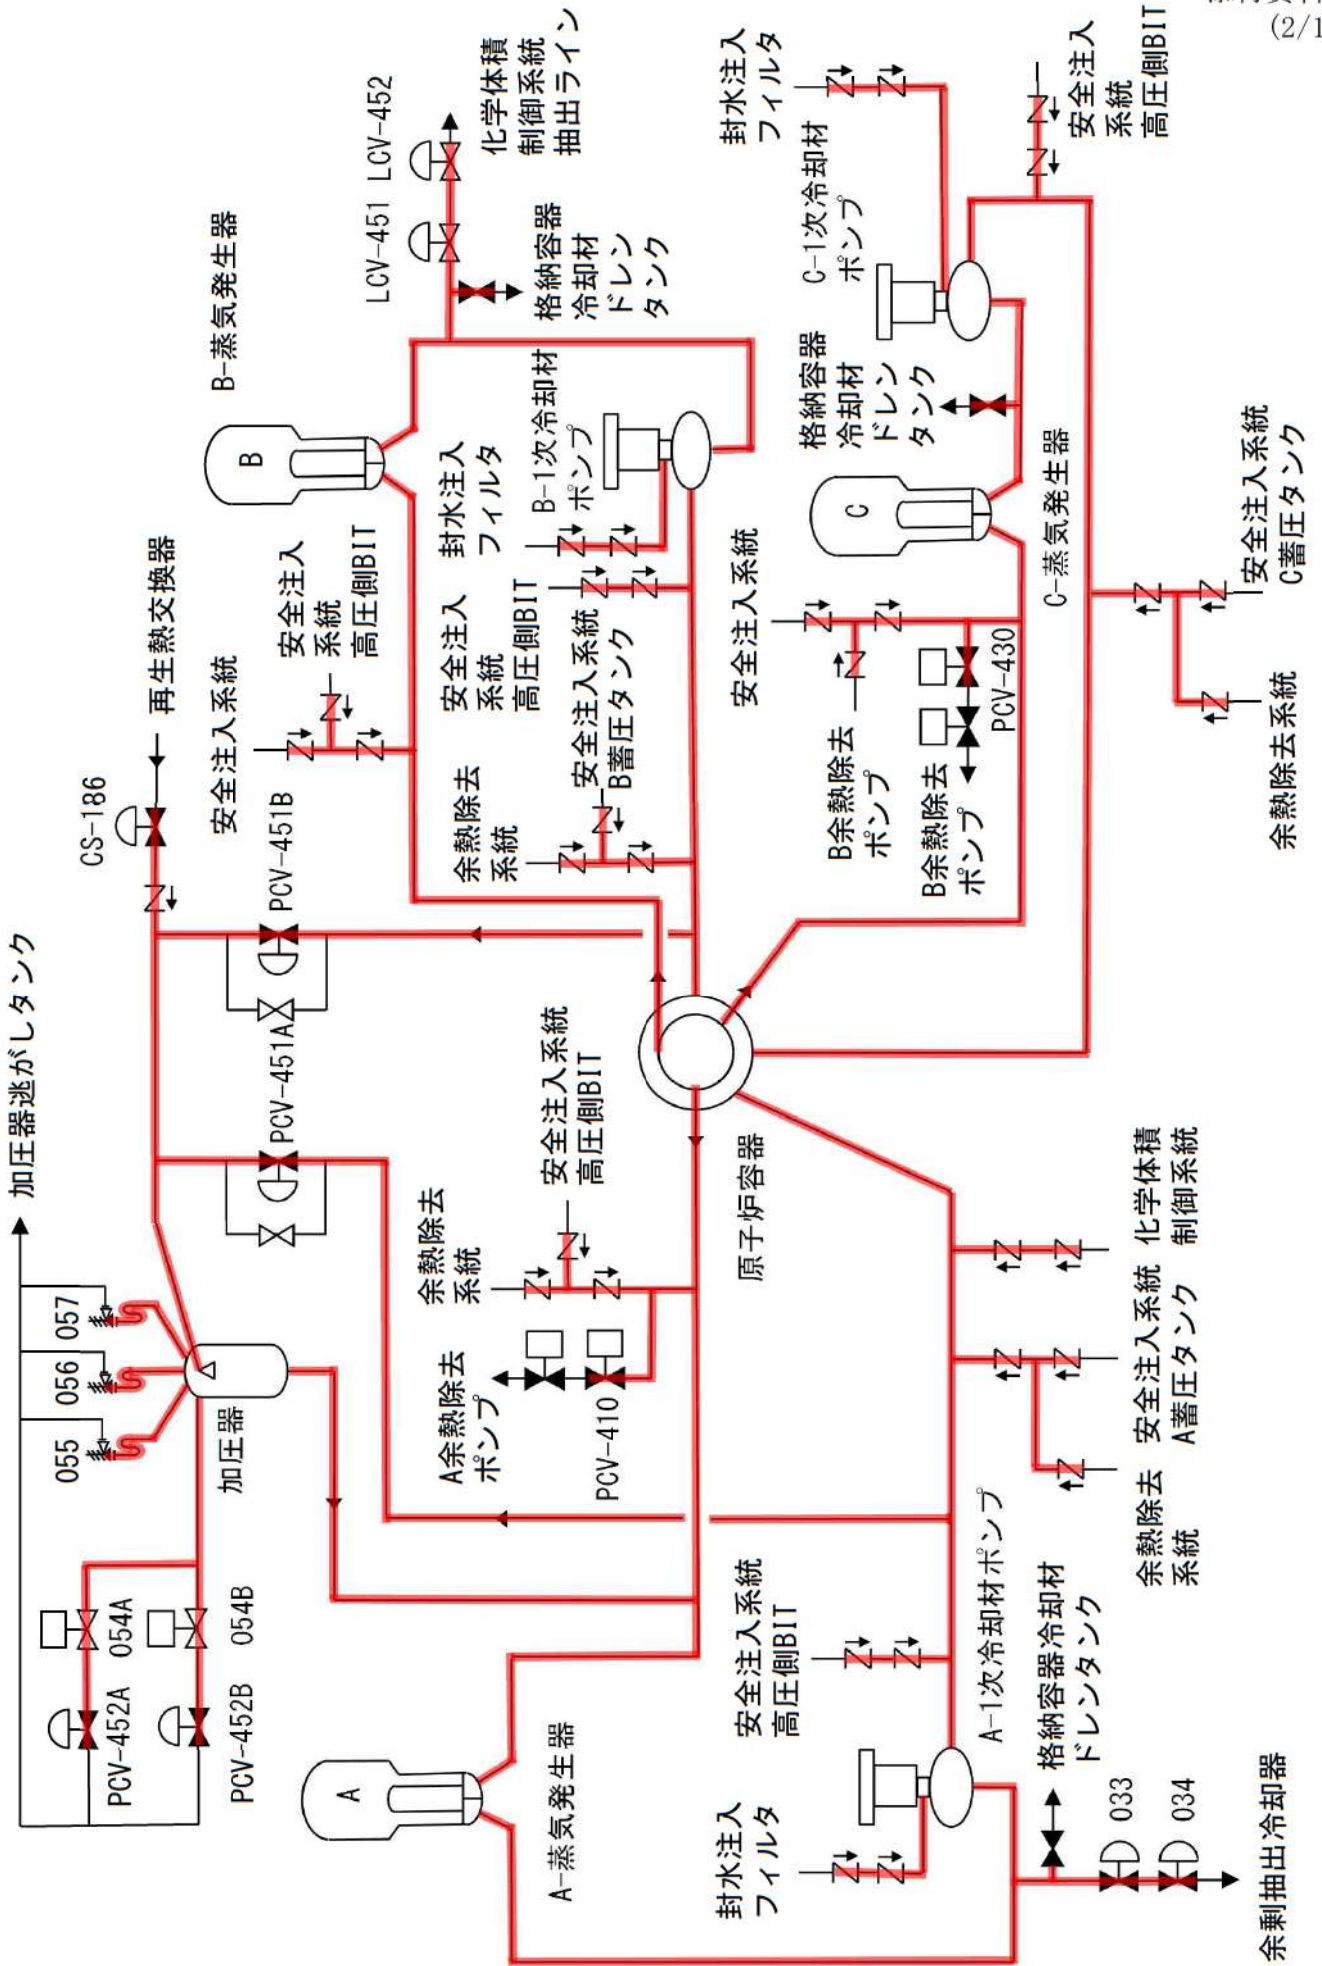 (2/1
加圧器逃がしタンク
057
056
055
加圧器
054A
054B
PCV-452A
PCV-452B
CS-186
再生熱交換器
PCV-451B
PCV-451A
安全注入系統
安全注入
系統
高圧側BIT
B-蒸気発生器
B
LCV-451
LCV-452
化学体積
制御系統
抽出ライン
格納容器
冷却材
ドレン
タンク
封水注入
フィルタ
B-1次冷却材
ポンプ
安全注入
系統
高圧側BIT
安全注入系統
B蓄圧タンク
余熱除去
系統
封水注入
フィルタ
C-1次冷却材
ポンプ
安全注入
系統
高圧側BIT
格納容器
冷却材
ドレン
タンク
C
C-蒸気発生器
安全注入系統
B余熱除去
ポンプ
B余熱除去
ポンプ
PCV-430
安全注入系統
C蓄圧タンク
余熱除去系統
原子炉容器
安全注入系統
高圧側BIT
余熱除去
系統
A余熱除去
ポンプ
PCV-410
A
A-蒸気発生器
封水注入
フィルタ
安全注入系統
高圧側BIT
A-1次冷却材ポンプ
格納容器冷却材
ドレンタンク
033
034
余剰抽出冷却器
余熱除去
系統
安全注入系統
A蓄圧タンク
化学体積
制御系統